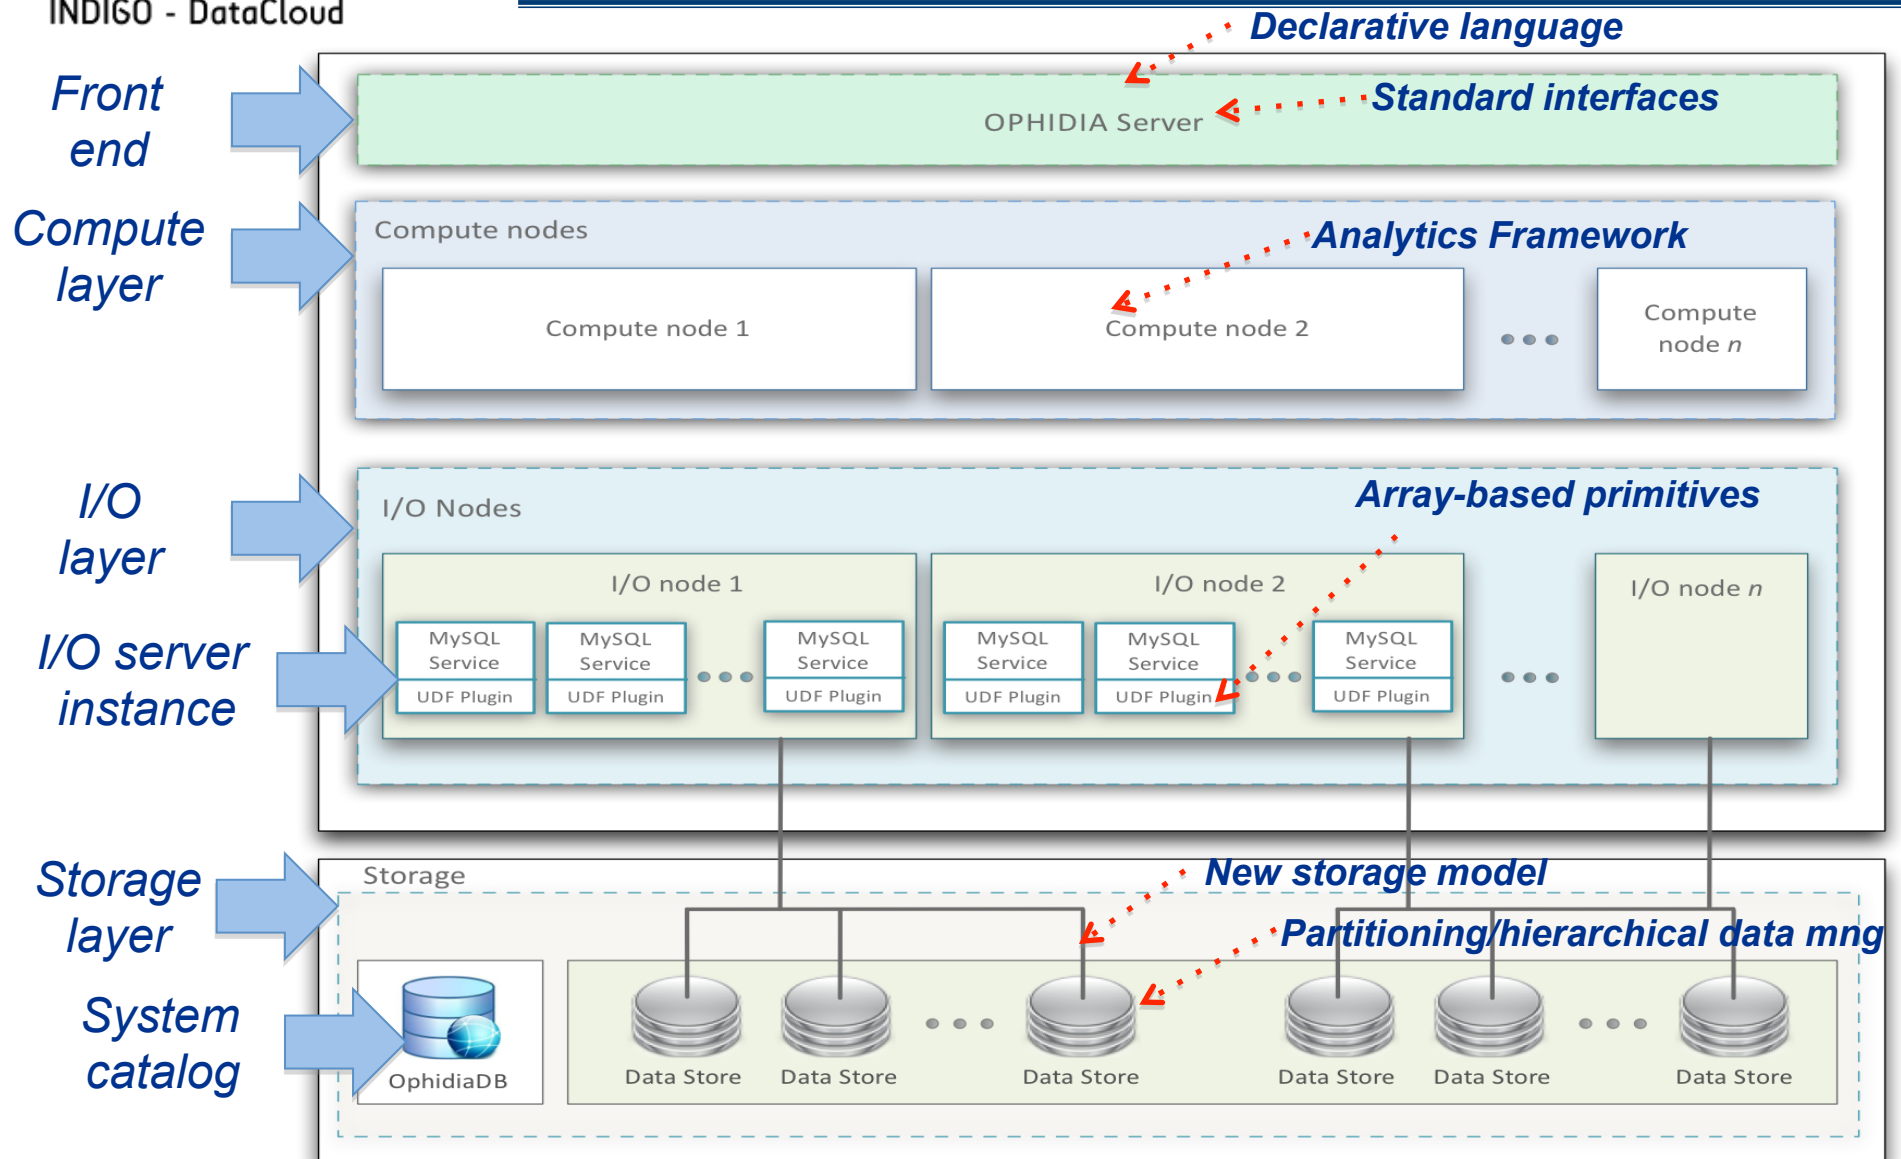 INDIGO - DataCloud
Declarative language
Front
end
Standard interfaces
OPHIDIA Server
Compute
layer
Compute nodes
Analytics Framework
Compute node 1
Compute node 2
Compute
node n
I/O
layer
I/O Nodes
Array-based primitives
I/O node 1
I/O node 2
I/O node n
I/O server
instance
MySQL
Service
UDF Plugin
MySQL
Service
UDF Plugin
MySQL
Service
UDF Plugin
MySQL
Service
UDF Plugin
MySQL
Service
UDF Plugin
MySQL
Service
UDF Plugin
Storage
layer
Storage
New storage model
Partitioning/hierarchical data mng
System
catalog
OphidiaDB
Data Store
Data Store
Data Store
Data Store
Data Store
Data Store